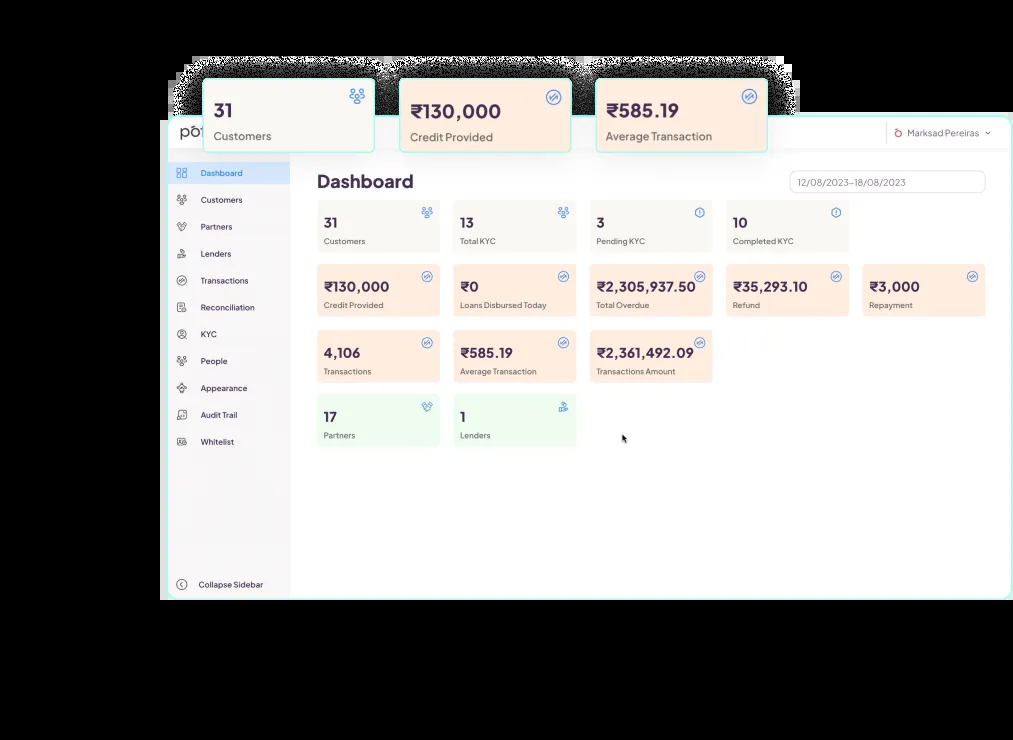 31
Customers
₹130,000
Credit Provided
₹585.19
Average Transaction
Marksad Pereiras
Dashboard
Customers
Partners
Lenders
Transactions
Reconciliation
KYC
People
Appearance
Audit Trail
Whitelist
Collapse Sidebar
Dashboard
12/08/2023–18/08/2023
31
Customers
13
Total KYC
3
Pending KYC
10
Completed KYC
₹130,000
Credit Provided
₹0
Loans Disbursed Today
₹2,305,937.50
Total Overdue
₹35,293.10
Refund
₹3,000
Repayment
4,106
Transactions
₹585.19
Average Transaction
₹2,361,492.09
Transactions Amount
17
Partners
1
Lenders